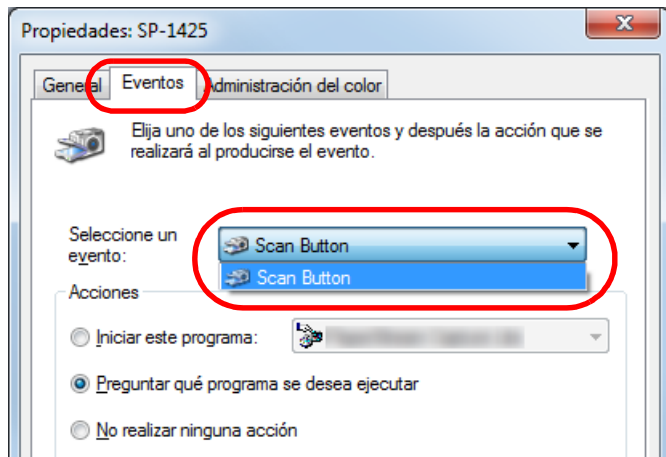 Propiedades: SP-1425
General Eventos Administración del color
Elija uno de los siguientes eventos y después la acción que se
realizará al producirse el evento.
Seleccione un
evento:
Scan Button
Scan Button
Acciones
Iniciar este programa:
Preguntar qué programa se desea ejecutar
No realizar ninguna acción